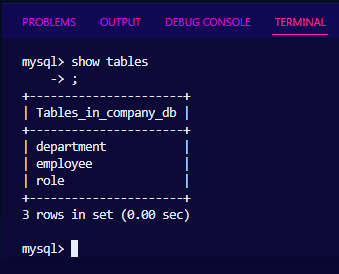 PROBLEMS OUTPUT DEBUG CONSOLE TERMINAL
mysql> show tables
    -> ;
+----------------------+
| Tables_in_company_db |
+----------------------+
| department           |
| employee             |
| role                 |
+----------------------+
3 rows in set (0.00 sec)
mysql>